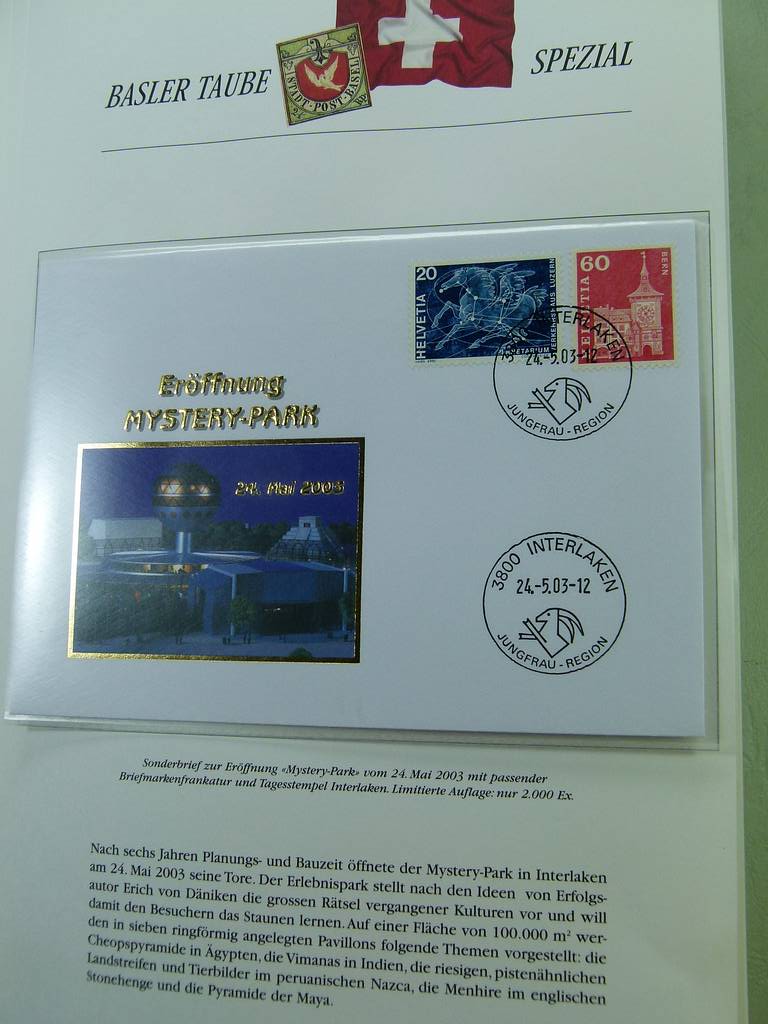 BASLER TAUBE
STADT-POST-BASEL
SPEZIAL
20
HELVETIA
PLANETARIUM
VERKEHRSHAUS LUZERN
60
HELVETIA
BERN
3800 INTERLAKEN
24.-5.03-12
JUNGFRAU - REGION
Eröffnung
MYSTERY-PARK
24. Mai 2003
3800 INTERLAKEN
24.-5.03-12
JUNGFRAU - REGION
Sonderbrief zur Eröffnung «Mystery-Park» vom 24. Mai 2003 mit passender
Briefmarkenfrankatur und Tagesstempel Interlaken. Limitierte Auflage: nur 2.000 Ex.
Nach sechs Jahren Planungs- und Bauzeit öffnete der Mystery-Park in Interlaken
am 24. Mai 2003 seine Tore. Der Erlebnispark stellt nach den Ideen von Erfolgs-
autor Erich von Däniken die grossen Rätsel vergangener Kulturen vor und will
damit den Besuchern das Staunen lernen. Auf einer Fläche von 100.000 m² wer-
den in sieben ringförmig angelegten Pavillons folgende Themen vorgestellt: die
Cheopspyramide in Ägypten, die Vimanas in Indien, die riesigen, pistenähnlichen
Landstreifen und Tierbilder im peruanischen Nazca, die Menhire im englischen
Stonehenge und die Pyramide der Maya.